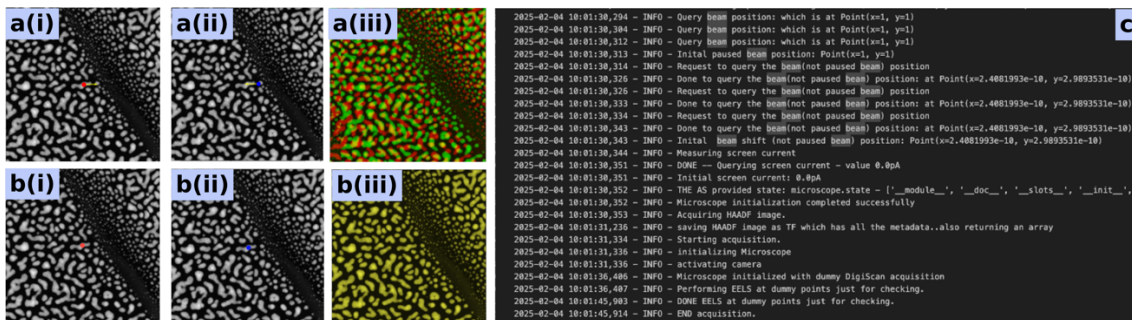 a(i)
a(ii)
a(iii)
b(i)
b(ii)
b(iii)
c
2025-02-04 10:01:30,294 - INFO - Query beam position: which is at Point(x=1, y=1)
2025-02-04 10:01:30,304 - INFO - Query beam position: which is at Point(x=1, y=1)
2025-02-04 10:01:30,312 - INFO - Query beam position: which is at Point(x=1, y=1)
2025-02-04 10:01:30,313 - INFO - Inital paused beam position: Point(x=1, y=1)
2025-02-04 10:01:30,314 - INFO - Request to query the beam(not paused beam) position
2025-02-04 10:01:30,326 - INFO - Done to query the beam(not paused beam) position: at Point(x=2.4081993e-10, y=2.9893531e-10)
2025-02-04 10:01:30,326 - INFO - Request to query the beam(not paused beam) position
2025-02-04 10:01:30,333 - INFO - Done to query the beam(not paused beam) position: at Point(x=2.4081993e-10, y=2.9893531e-10)
2025-02-04 10:01:30,334 - INFO - Request to query the beam(not paused beam) position
2025-02-04 10:01:30,343 - INFO - Done to query the beam(not paused beam) position: at Point(x=2.4081993e-10, y=2.9893531e-10)
2025-02-04 10:01:30,343 - INFO - Inital beam shift (not paused beam) position: Point(x=2.4081993e-10, y=2.9893531e-10)
2025-02-04 10:01:30,344 - INFO - Measuring screen current
2025-02-04 10:01:30,351 - INFO - DONE –– Querying screen current - value 0.0pA
2025-02-04 10:01:30,351 - INFO - Initial screen current: 0.0pA
2025-02-04 10:01:30,352 - INFO - THE AS provided state: microscope.state - ['__module__', '__doc__', '__slots__', '__init__',
2025-02-04 10:01:30,352 - INFO - Microscope initialization completed successfully
2025-02-04 10:01:30,353 - INFO - Acquiring HAADF image.
2025-02-04 10:01:31,236 - INFO - saving HAADF image as TF which has all the metadata..also returning an array
2025-02-04 10:01:31,334 - INFO - Starting acquisition.
2025-02-04 10:01:31,336 - INFO - initializing Microscope
2025-02-04 10:01:31,336 - INFO - activating camera
2025-02-04 10:01:36,406 - INFO - Microscope initialized with dummy DigiScan acquisition
2025-02-04 10:01:36,407 - INFO - Performing EELS at dummy points just for checking.
2025-02-04 10:01:45,903 - INFO - DONE EELS at dummy points just for checking.
2025-02-04 10:01:45,914 - INFO - END acquisition.